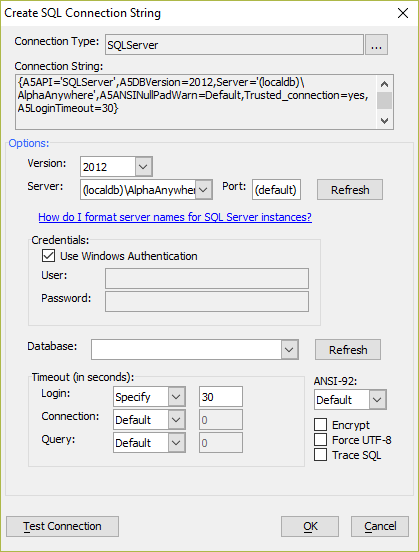 Create SQL Connection String
Connection Type: SQLServer ...
Connection String:
{A5API='SQLServer',A5DBVersion=2012,Server='(localdb)\
AlphaAnywhere',A5ANSINullPadWarn=Default,Trusted_connection=yes,
A5LoginTimeout=30}
Options:
Version: 2012
Server: (localdb)\AlphaAnywher Port: (default) Refresh
How do I format server names for SQL Server instances?
Credentials:
Use Windows Authentication
User:
Password:
Database: Refresh
Timeout (in seconds): ANSI-92:
Login: Specify 30 Default
Connection: Default 0 Encrypt
Query: Default 0 Force UTF-8
Trace SQL
Test Connection OK Cancel